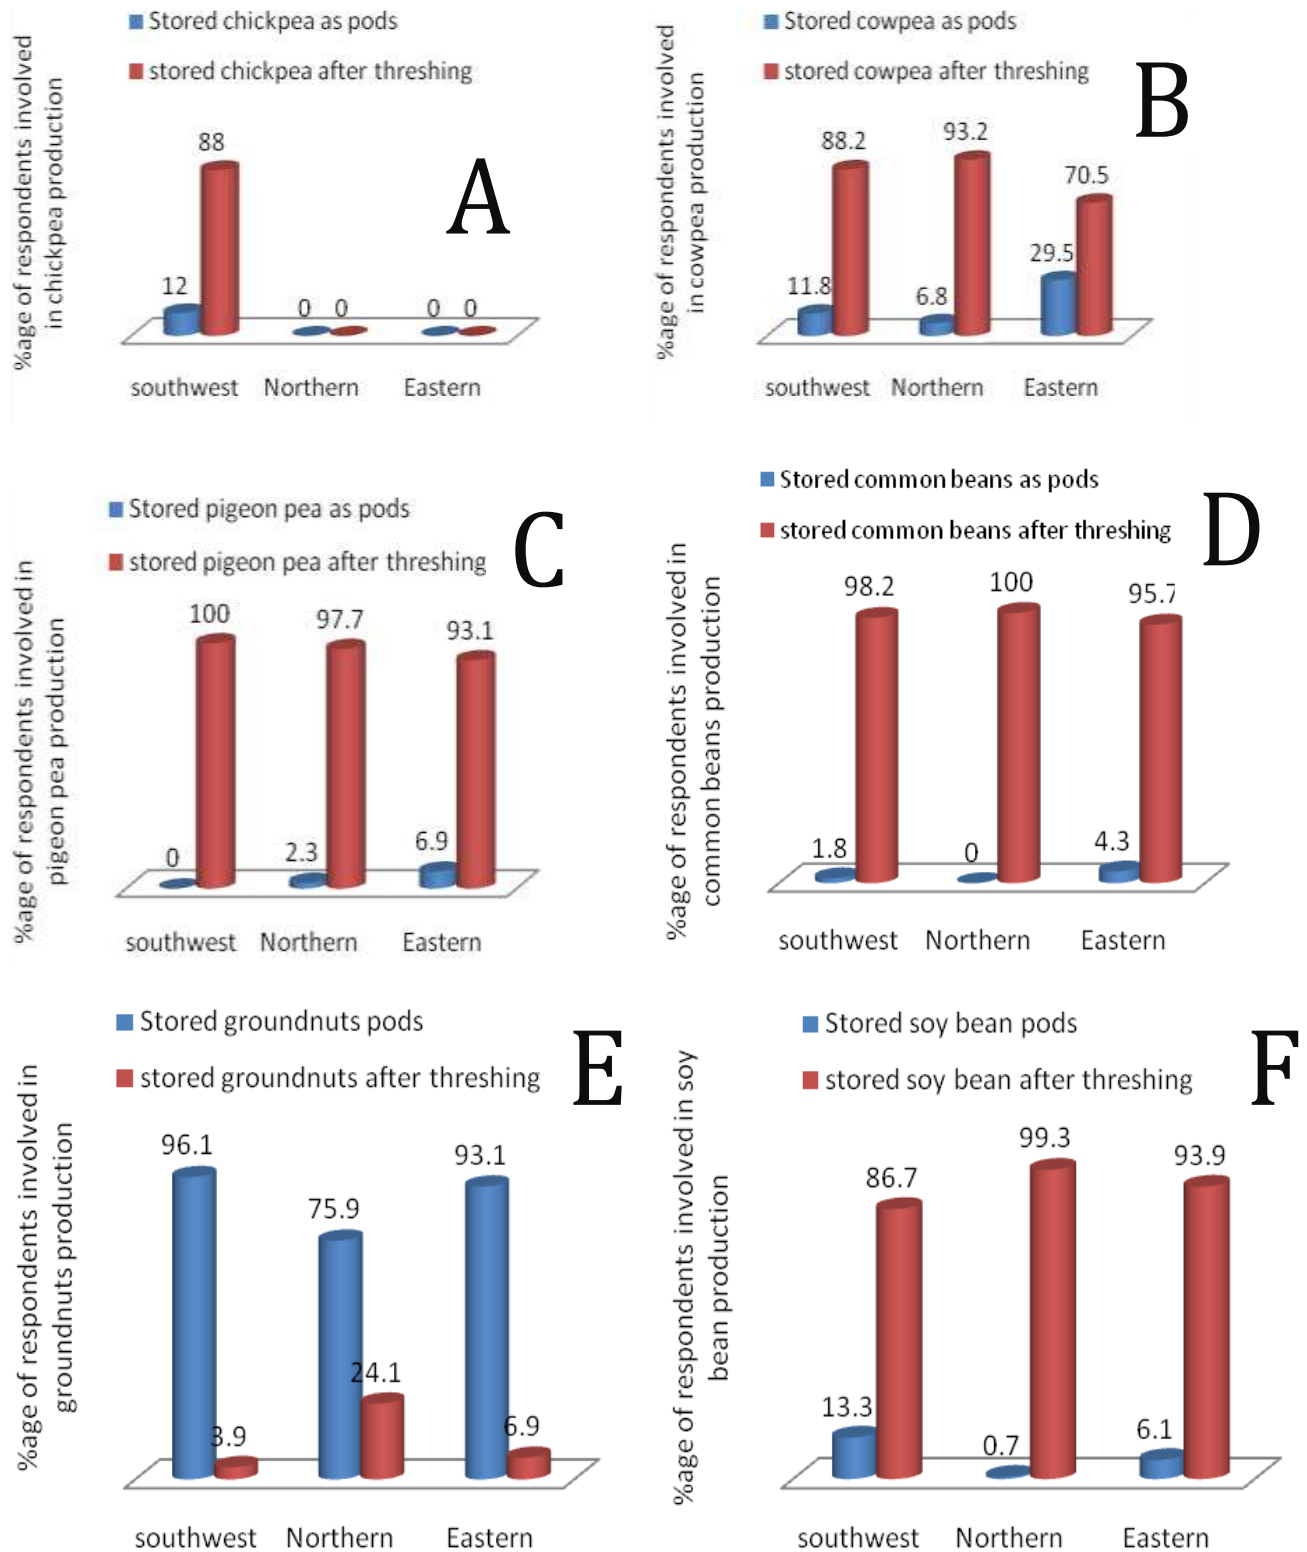 Stored chickpea as pods
stored chickpea after threshing
A
%age of respondents involved
in chickpea production
88
12
0 0
0 0
southwest Northern Eastern
Stored cowpea as pods
stored cowpea after threshing
B
%age of respondents involved
in cowpea production
88.2
93.2
70.5
11.8
6.8
29.5
southwest Northern Eastern
Stored pigeon pea as pods
stored pigeon pea after threshing
C
%age of respondents involved in
pigeon pea production
100
97.7
93.1
0
2.3
6.9
southwest Northern Eastern
Stored common beans as pods
stored common beans after threshing
D
%age of respondents involved in
common beans production
98.2
100
95.7
1.8
0
4.3
southwest Northern Eastern
Stored groundnuts pods
stored groundnuts after threshing
E
%age of respondents involved in
groundnuts production
96.1
75.9
93.1
3.9
24.1
6.9
southwest Northern Eastern
Stored soy bean pods
stored soy bean after threshing
F
%age of respondents involved in soy
bean production
86.7
99.3
93.9
13.3
0.7
6.1
southwest Northern Eastern